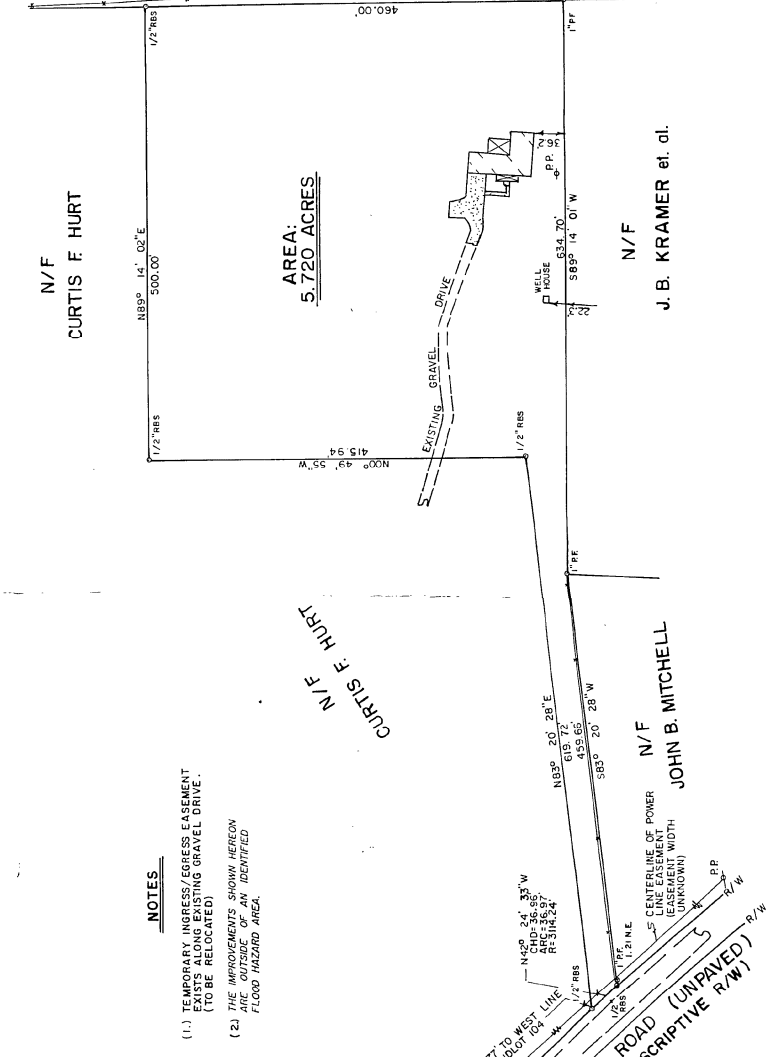 N/F
CURTIS F. HURT
1/2" RBS
460.00'
1" PF
N89° 14' 02" E
500.00'
AREA:
5.720 ACRES
36.2'
P.P.
634.70'
S89° 14' 01" W
N/F
J. B. KRAMER et. al.
WELL
HOUSE
22.3'
EXISTING GRAVEL DRIVE
1/2" RBS
415.94'
N00° 49' 55" W
1/2" RBS
1" P.F.
N/F
CURTIS F. HURT
N83° 20' 28" E
619.72'
459.66'
S83° 20' 28" W
N/F
JOHN B. MITCHELL
NOTES
(1.) TEMPORARY INGRESS/EGRESS EASEMENT
EXISTS ALONG EXISTING GRAVEL DRIVE.
(TO BE RELOCATED)
(2.) THE IMPROVEMENTS SHOWN HEREON
ARE OUTSIDE OF AN IDENTIFIED
FLOOD HAZARD AREA.
N42° 24' 33" W
CHD= 36.96'
ARC= 36.97'
R= 3114.24'
1/2" RBS
1/2"
RBS
1" P.F.
1.21 N.E.
CENTERLINE OF POWER
LINE EASEMENT
(EASEMENT WIDTH
UNKNOWN)
P.P.
R/W
R/W
TO WEST LINE
104
ROAD (UNPAVED)
R/W)